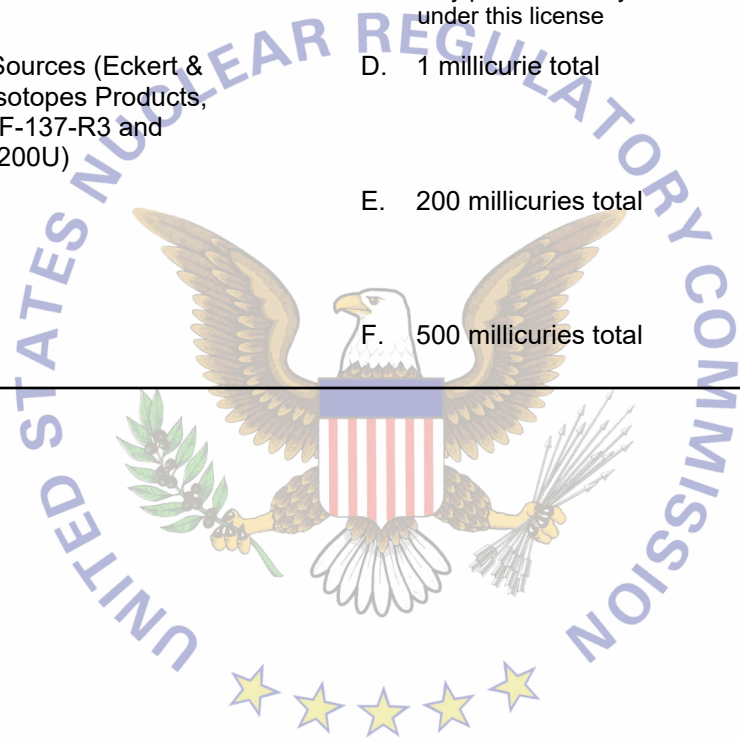 under this license
Sources (Eckert &
sotopes Products,
F-137-R3 and
200U)
D. 1 millicurie total
E. 200 millicuries total
F. 500 millicuries total
UNITED STATES NUCLEAR REGULATORY COMMISSION